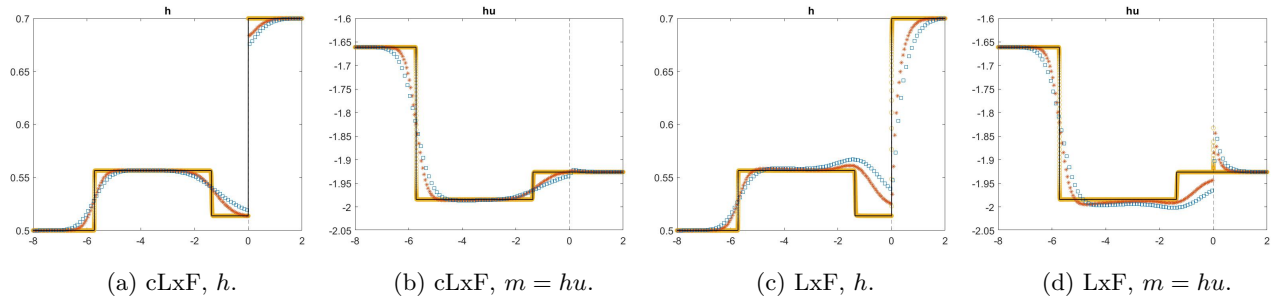 h
0.7
0.65
0.6
0.55
0.5
-8 -6 -4 -2 0 2
hu
-1.6
-1.65
-1.7
-1.75
-1.8
-1.85
-1.9
-1.95
-2
-2.05
-8 -6 -4 -2 0 2
h
0.7
0.65
0.6
0.55
0.5
-8 -6 -4 -2 0 2
hu
-1.6
-1.65
-1.7
-1.75
-1.8
-1.85
-1.9
-1.95
-2
-2.05
-8 -6 -4 -2 0 2
(a) cLxF, h.
(b) cLxF, m = hu.
(c) LxF, h.
(d) LxF, m = hu.